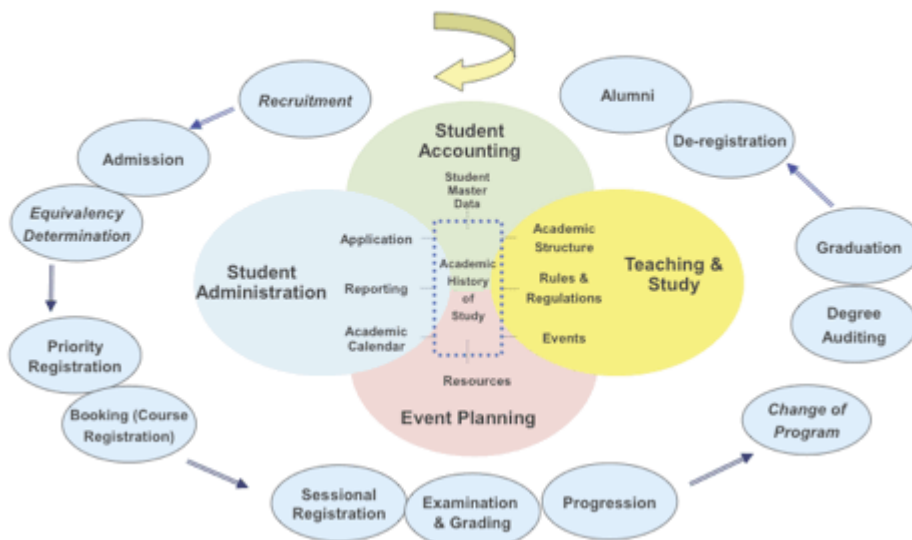 Recruitment
Admission
Equivalency
Determination
Priority
Registration
Booking (Course
Registration)
Sessional
Registration
Examination
& Grading
Progression
Change of
Program
Degree
Auditing
Graduation
De-registration
Alumni
Student
Accounting
Student
Master
Data
Student
Administration
Application
Reporting
Academic
Calendar
Academic
History
of
Study
Academic
Structure
Rules &
Regulations
Events
Teaching &
Study
Resources
Event Planning